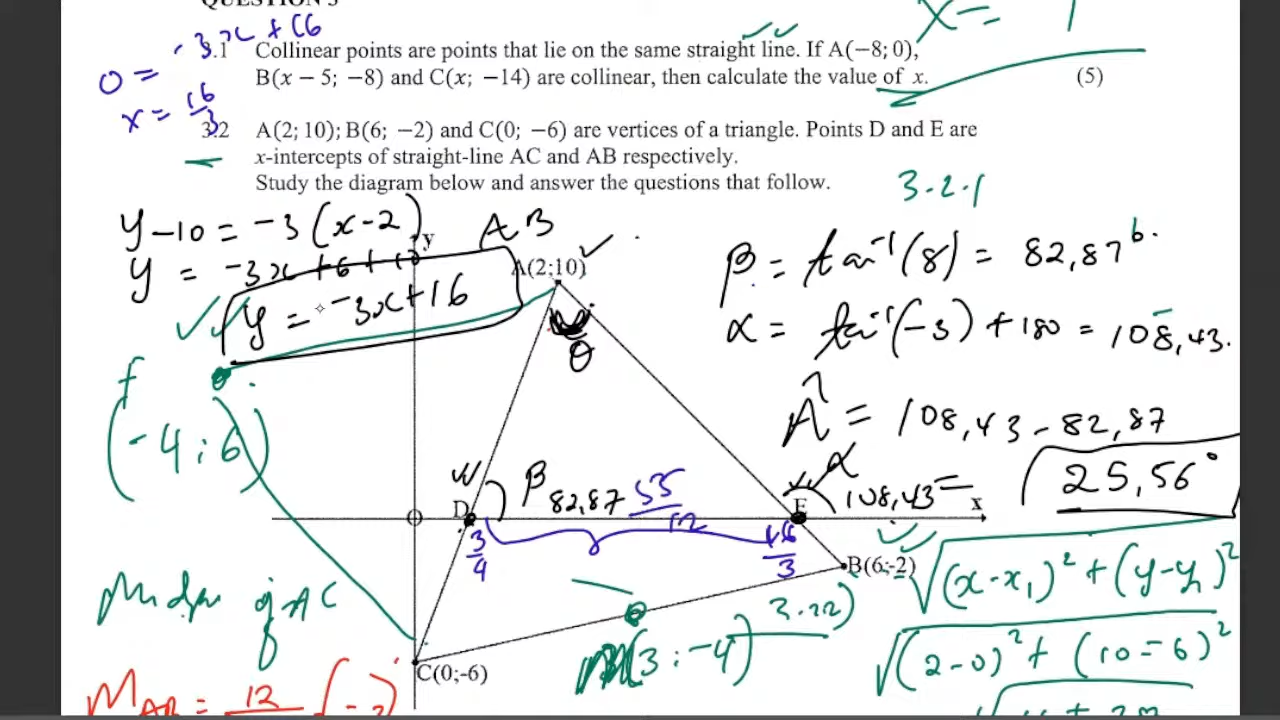 QUESTION 3
3.1 Collinear points are points that lie on the same straight line. If A(−8; 0),
B(x − 5; −8) and C(x; −14) are collinear, then calculate the value of x. (5)
0 = -3x + 16
x = 16/3
x = 1
3.2 A(2; 10); B(6; −2) and C(0; −6) are vertices of a triangle. Points D and E are
x-intercepts of straight-line AC and AB respectively.
Study the diagram below and answer the questions that follow.
3.2.1
y-10 = -3(x-2) AB
y = -3x+6+10
y = -3x+16
y
A(2;10)
θ
β = tan⁻¹(8) = 82,87°
α = tan⁻¹(-3) + 180 = 108,43
Â = 108,43 - 82,87
= 25,56°
f
(-4;6)
W
D
β
82,87
53/12
α
E
108,43
x
O
3/4
16/3
B(6;-2)
√(x-x₁)² + (y-y₁)²
Midpoint of AC
3.22)
M(3;-4)
√(2-0)² + (10--6)²
C(0;-6)
M AB = 12